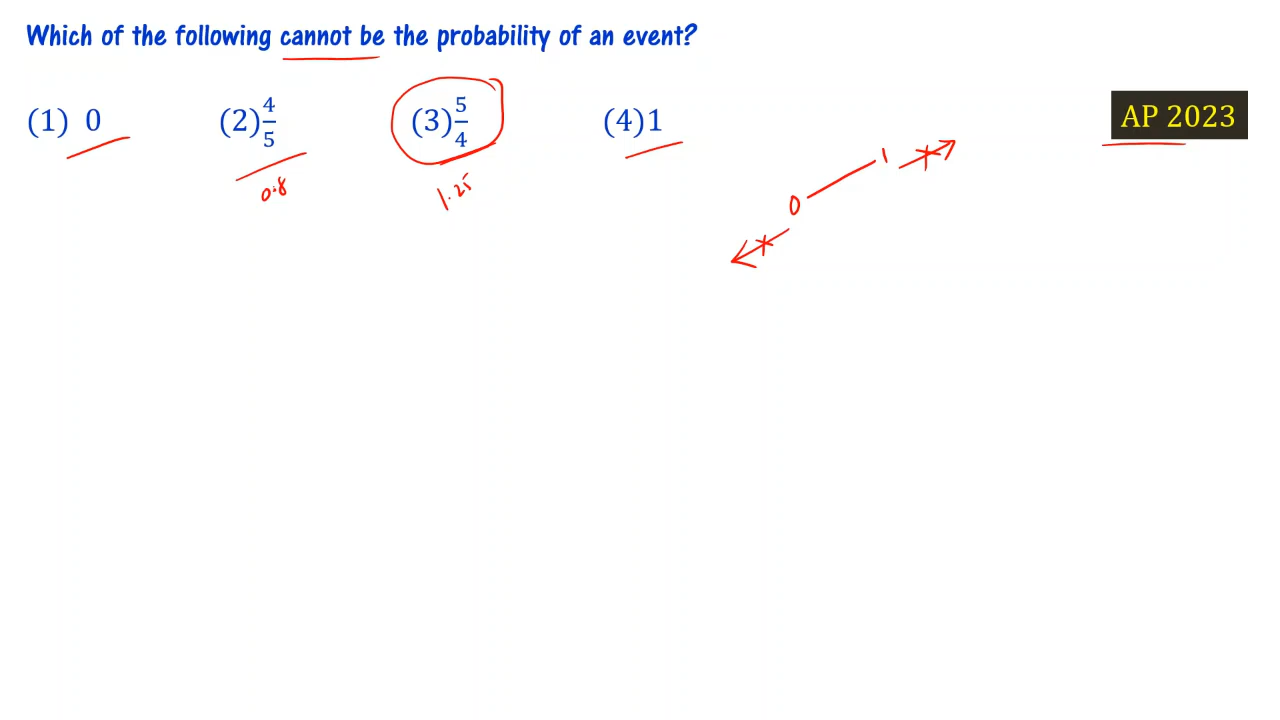 Which of the following cannot be the probability of an event?
(1) 0 (2) 4/5 (3) 5/4 (4) 1
AP 2023
0.8
1.25
0
1